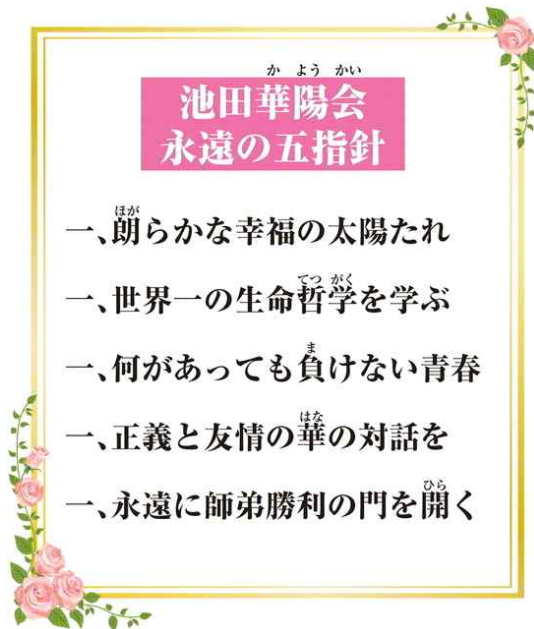 池田華陽会
永遠の五指針
一、朗らかな幸福の太陽たれ
一、世界一の生命哲学を学ぶ
一、何があっても負けない青春
一、正義と友情の華の対話を
一、永遠に師弟勝利の門を開く